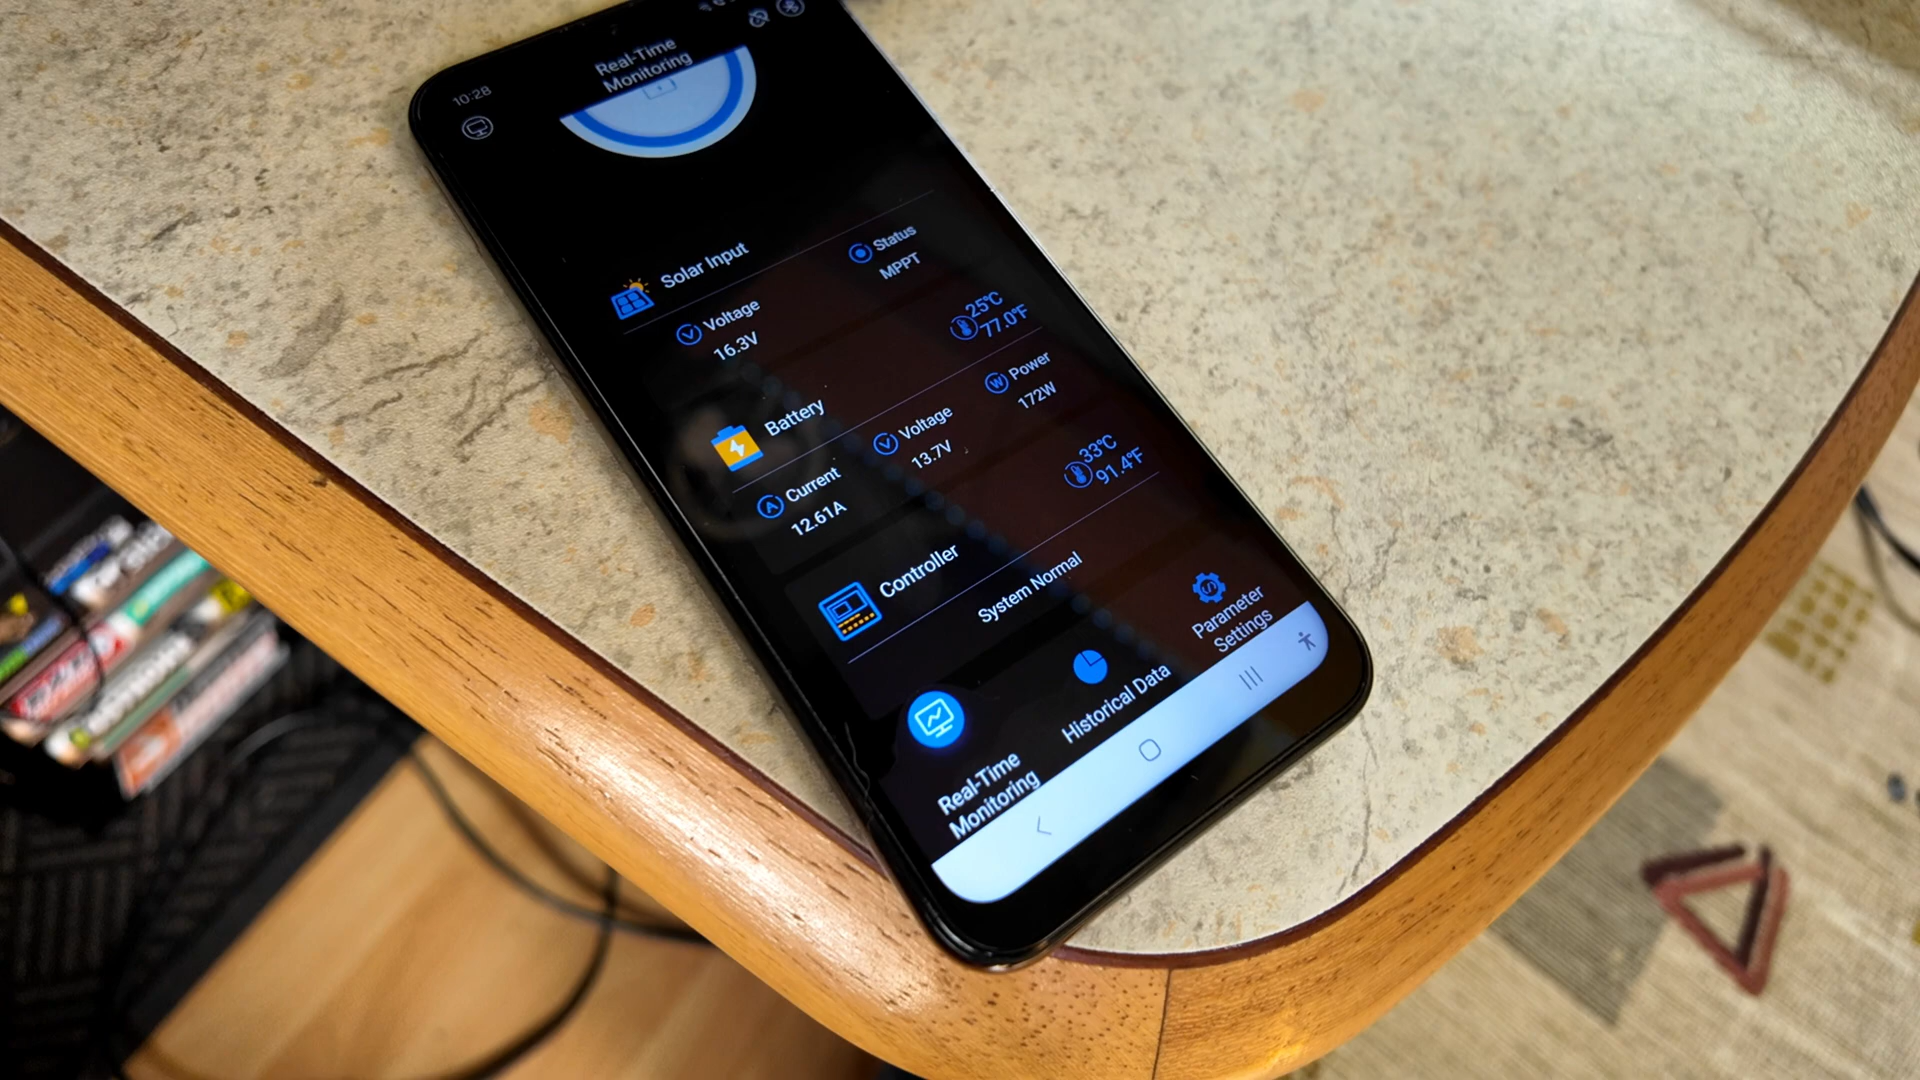 10:28
Real-Time
Monitoring
Solar Input
Status
MPPT
Voltage
16.3V
25℃
77.0℉
Battery
Power
172W
Voltage
13.7V
Current
12.61A
33℃
91.4℉
Controller
System Normal
Real-Time
Monitoring
Historical Data
Parameter
Settings